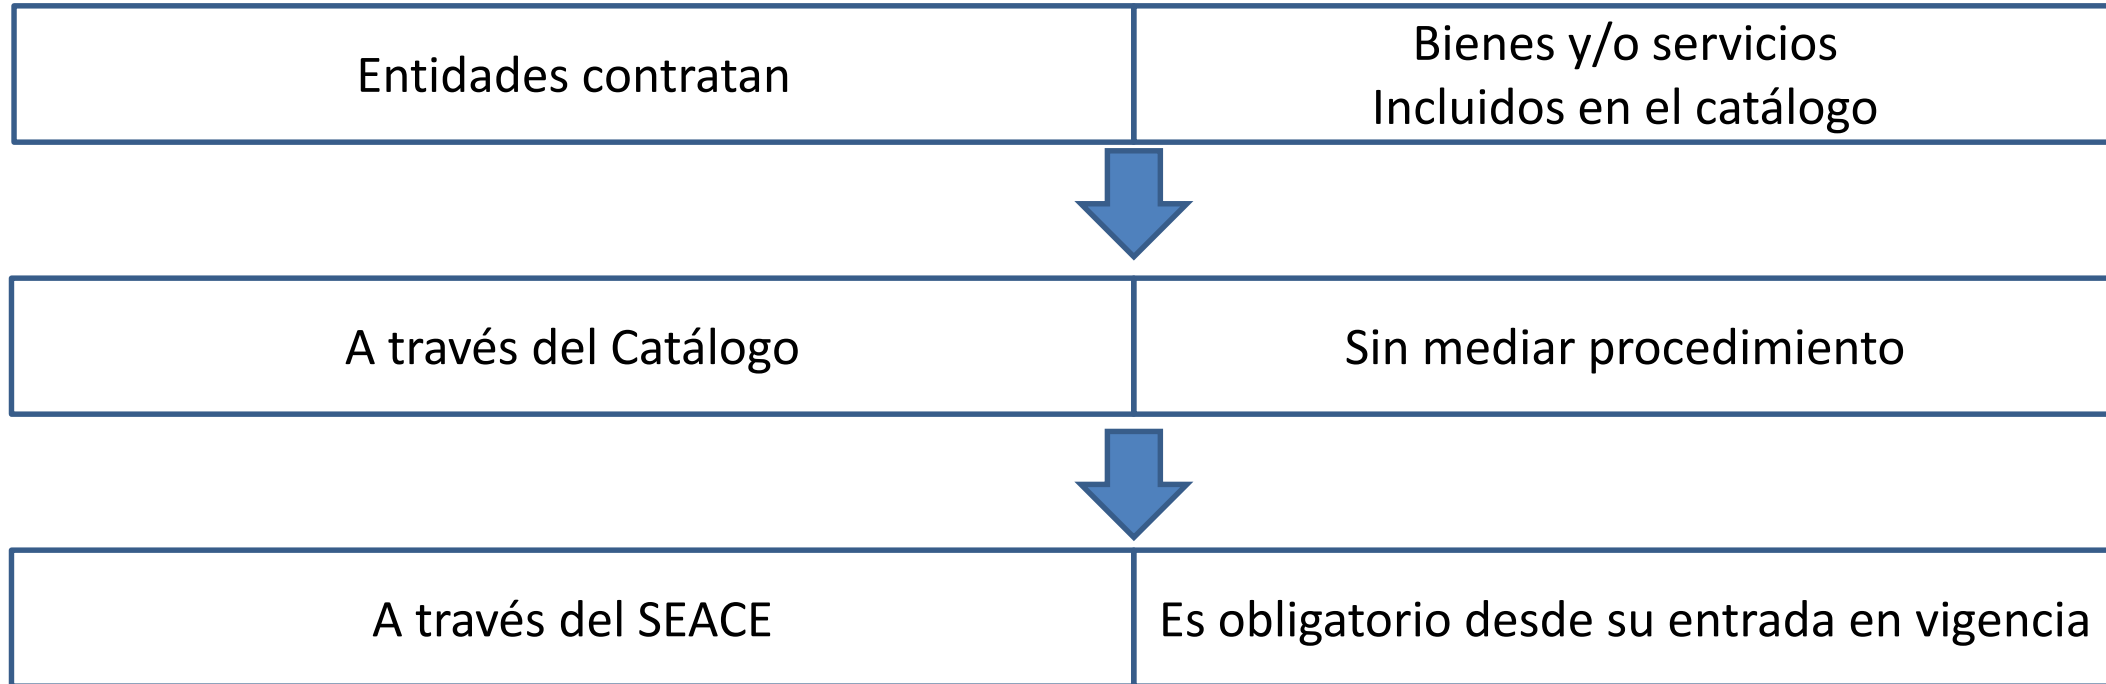 Entidades contratan
Bienes y/o servicios
Incluidos en el catálogo
A través del Catálogo
Sin mediar procedimiento
A través del SEACE
Es obligatorio desde su entrada en vigencia